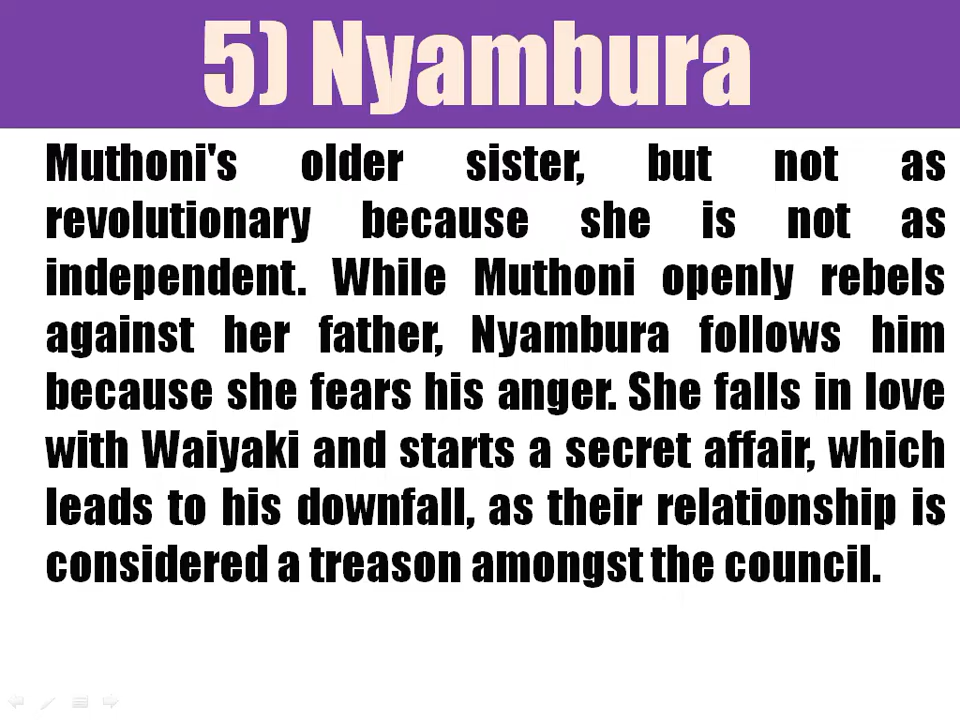 5) Nyambura
Muthoni's older sister, but not as
revolutionary because she is not as
independent. While Muthoni openly rebels
against her father, Nyambura follows him
because she fears his anger. She falls in love
with Waiyaki and starts a secret affair, which
leads to his downfall, as their relationship is
considered a treason amongst the council.